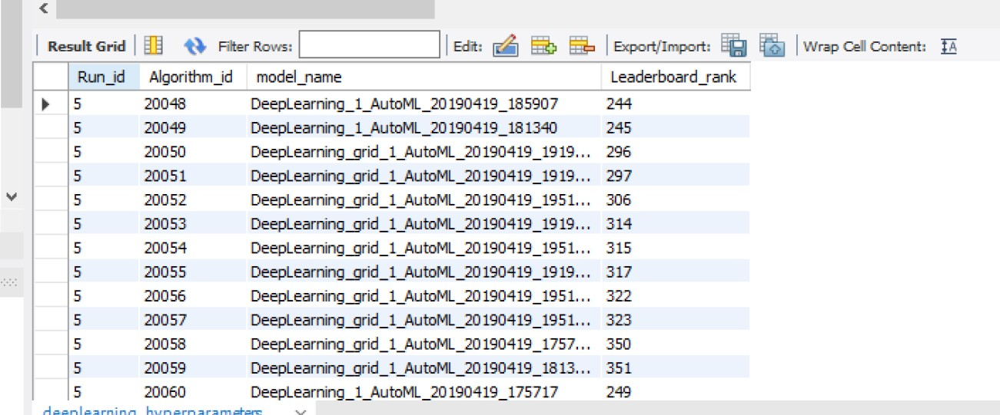 Result Grid Filter Rows: Edit: Export/Import: Wrap Cell Content: IA
Run_id Algorithm_id model_name Leaderboard_rank
5 20048 DeepLearning_1_AutoML_20190419_185907 244
5 20049 DeepLearning_1_AutoML_20190419_181340 245
5 20050 DeepLearning_grid_1_AutoML_20190419_1919... 296
5 20051 DeepLearning_grid_1_AutoML_20190419_1919... 297
5 20052 DeepLearning_grid_1_AutoML_20190419_1951... 306
5 20053 DeepLearning_grid_1_AutoML_20190419_1919... 314
5 20054 DeepLearning_grid_1_AutoML_20190419_1951... 315
5 20055 DeepLearning_grid_1_AutoML_20190419_1919... 317
5 20056 DeepLearning_grid_1_AutoML_20190419_1951... 322
5 20057 DeepLearning_grid_1_AutoML_20190419_1951... 323
5 20058 DeepLearning_grid_1_AutoML_20190419_1757... 350
5 20059 DeepLearning_grid_1_AutoML_20190419_1813... 351
5 20060 DeepLearning_1_AutoML_20190419_175717 249
deeplearning_hyperparameters